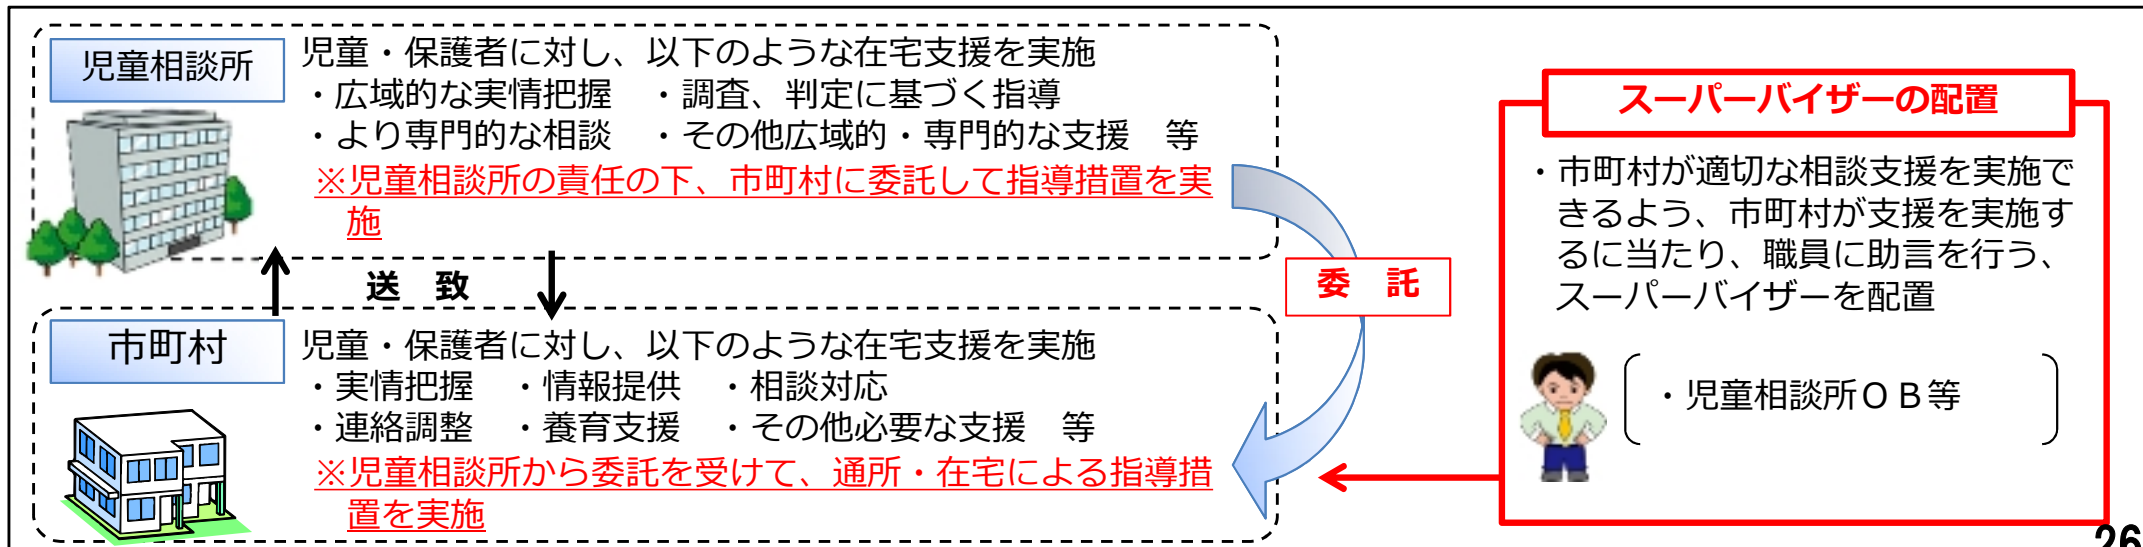 児童相談所
児童・保護者に対し、以下のような在宅支援を実施
・広域的な実情把握　・調査、判定に基づく指導
・より専門的な相談　・その他広域的・専門的な支援　等
※児童相談所の責任の下、市町村に委託して指導措置を実
施
送　致
委　託
市町村
児童・保護者に対し、以下のような在宅支援を実施
・実情把握　・情報提供　・相談対応
・連絡調整　・養育支援　・その他必要な支援　等
※児童相談所から委託を受けて、通所・在宅による指導措
置を実施
スーパーバイザーの配置
・市町村が適切な相談支援を実施で
きるよう、市町村が支援を実施す
るに当たり、職員に助言を行う、
スーパーバイザーを配置
・児童相談所ＯＢ等
26